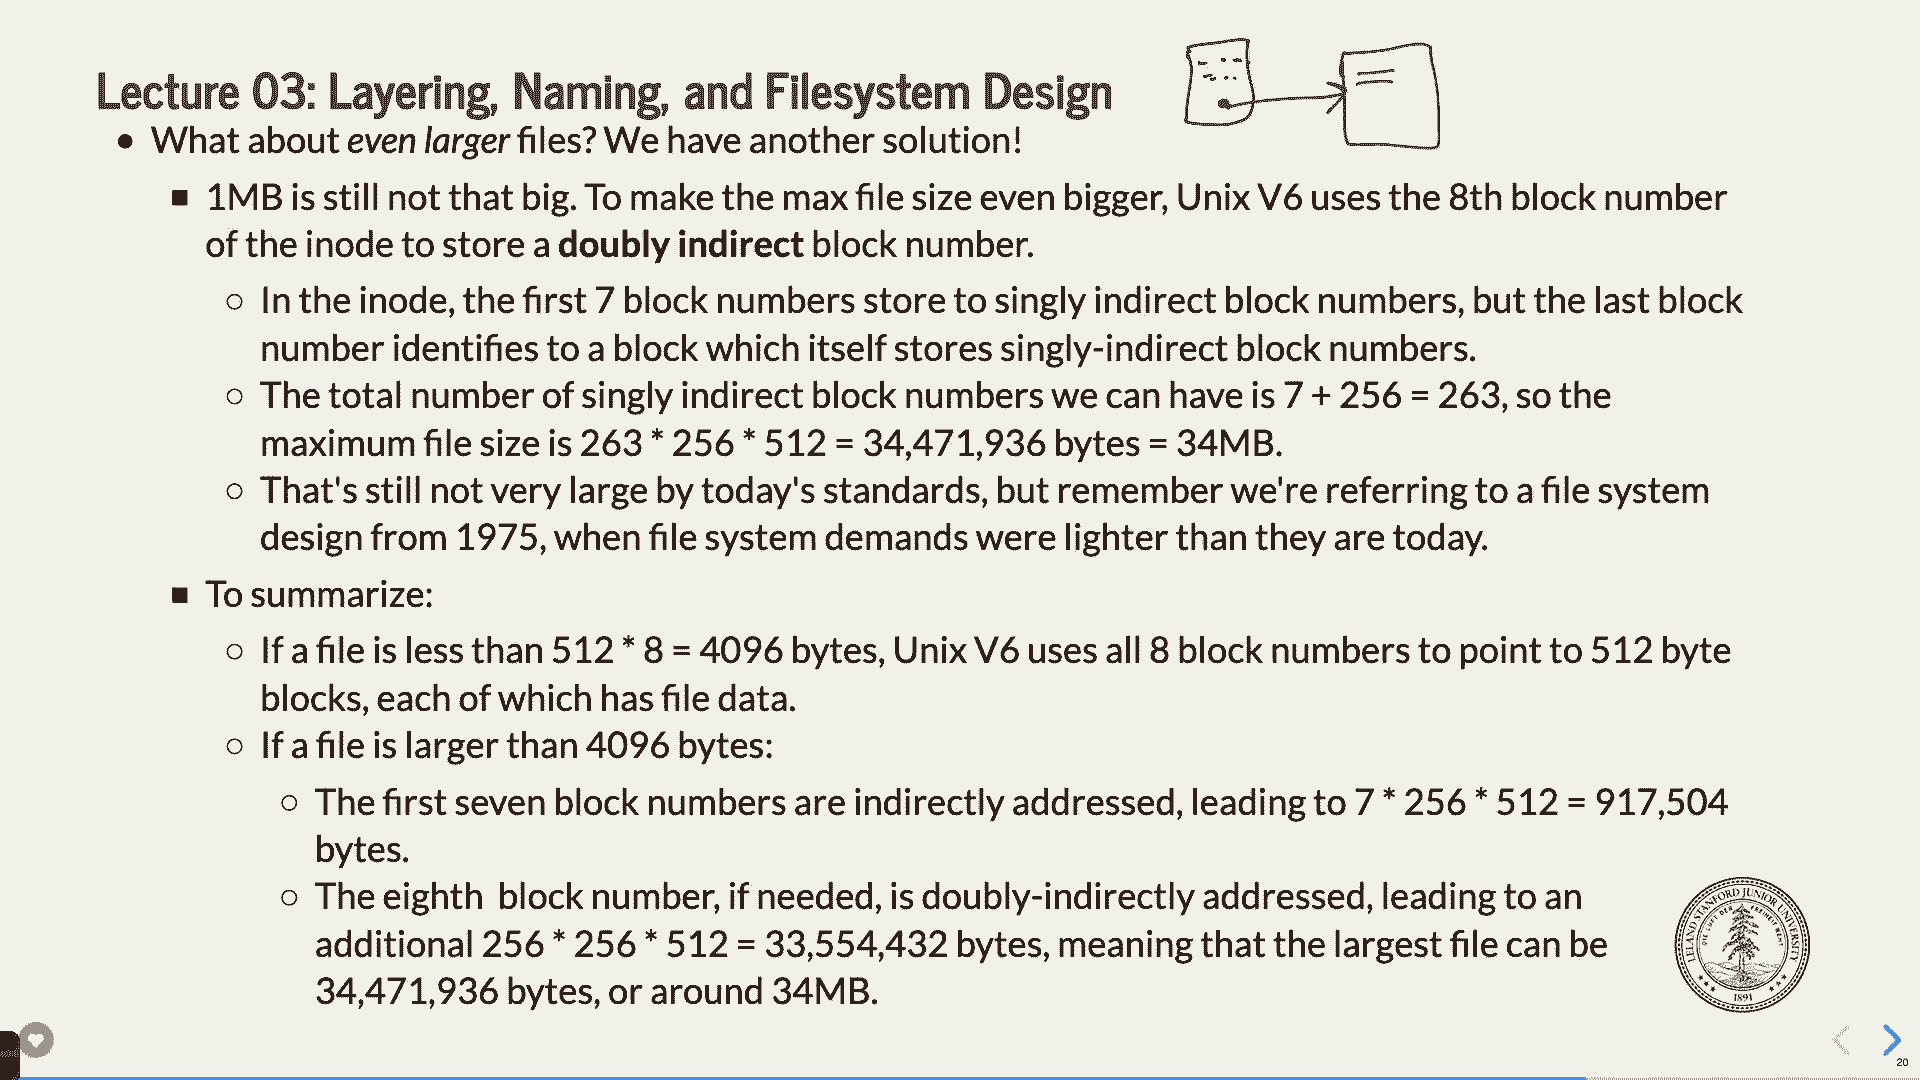 Lecture 03: Layering, Naming, and Filesystem Design
• What about even larger files? We have another solution!
▪ 1MB is still not that big. To make the max file size even bigger, Unix V6 uses the 8th block number
of the inode to store a doubly indirect block number.
○ In the inode, the first 7 block numbers store to singly indirect block numbers, but the last block
number identifies to a block which itself stores singly-indirect block numbers.
○ The total number of singly indirect block numbers we can have is 7 + 256 = 263, so the
maximum file size is 263 * 256 * 512 = 34,471,936 bytes = 34MB.
○ That's still not very large by today's standards, but remember we're referring to a file system
design from 1975, when file system demands were lighter than they are today.
▪ To summarize:
○ If a file is less than 512 * 8 = 4096 bytes, Unix V6 uses all 8 block numbers to point to 512 byte
blocks, each of which has file data.
○ If a file is larger than 4096 bytes:
○ The first seven block numbers are indirectly addressed, leading to 7 * 256 * 512 = 917,504
bytes.
○ The eighth block number, if needed, is doubly-indirectly addressed, leading to an
additional 256 * 256 * 512 = 33,554,432 bytes, meaning that the largest file can be
34,471,936 bytes, or around 34MB.
LELAND STANFORD JUNIOR UNIVERSITY
DIE LUFT DER FREIHEIT WEHT
1891
20